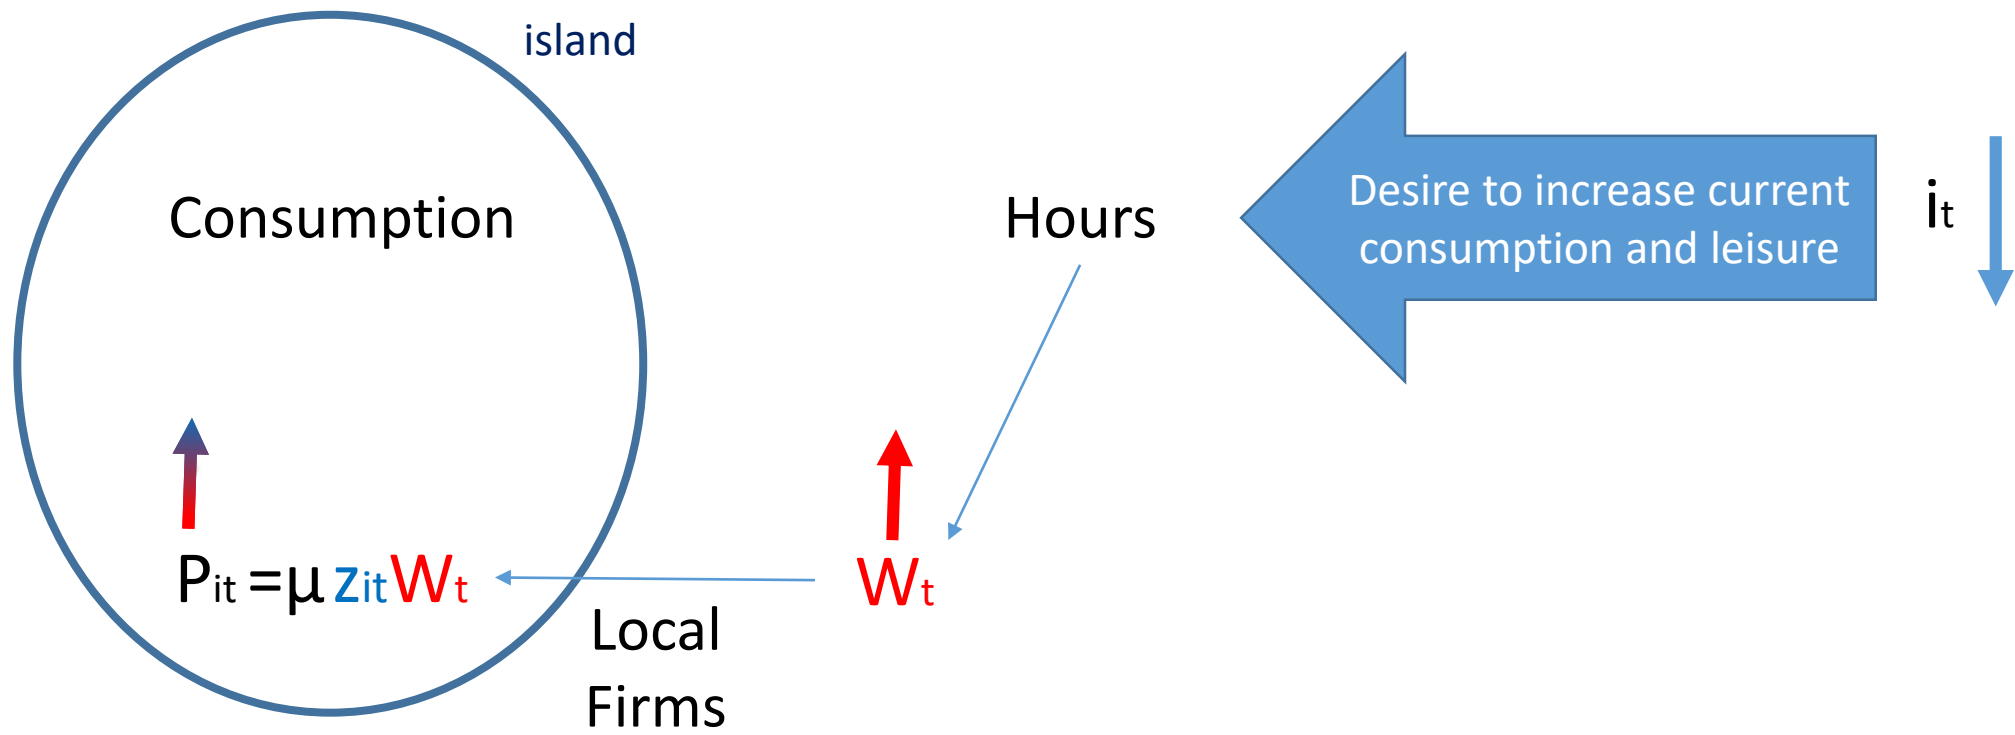 island
Consumption
Hours
Desire to increase current
consumption and leisure
it
Pit =μ zitWt
Wt
Local
Firms